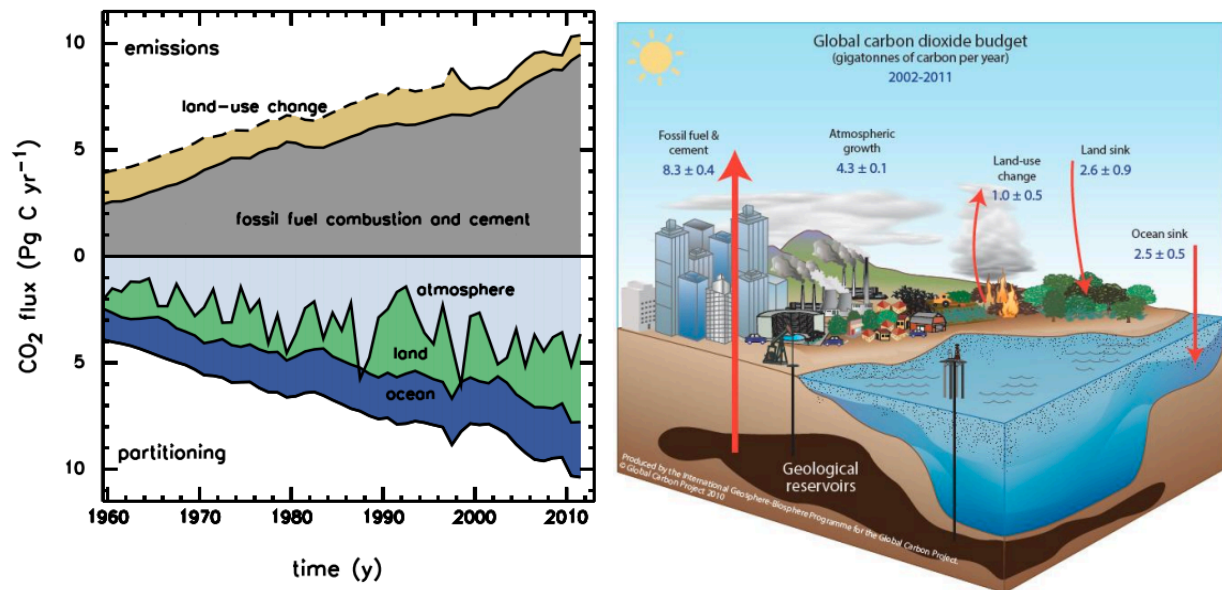 10
5
0
5
10
CO2 flux (Pg C yr−1)
emissions
land-use change
fossil fuel combustion and cement
atmosphere
land
ocean
partitioning
1960 1970 1980 1990 2000 2010
time (y)
Global carbon dioxide budget
(gigatonnes of carbon per year)
2002-2011
Fossil fuel &
cement
8.3 ± 0.4
Atmospheric
growth
4.3 ± 0.1
Land-use
change
1.0 ± 0.5
Land sink
2.6 ± 0.9
Ocean sink
2.5 ± 0.5
Geological
reservoirs
Produced by the International Geosphere-Biosphere Programme for the Global Carbon Project.
© Global Carbon Project 2010